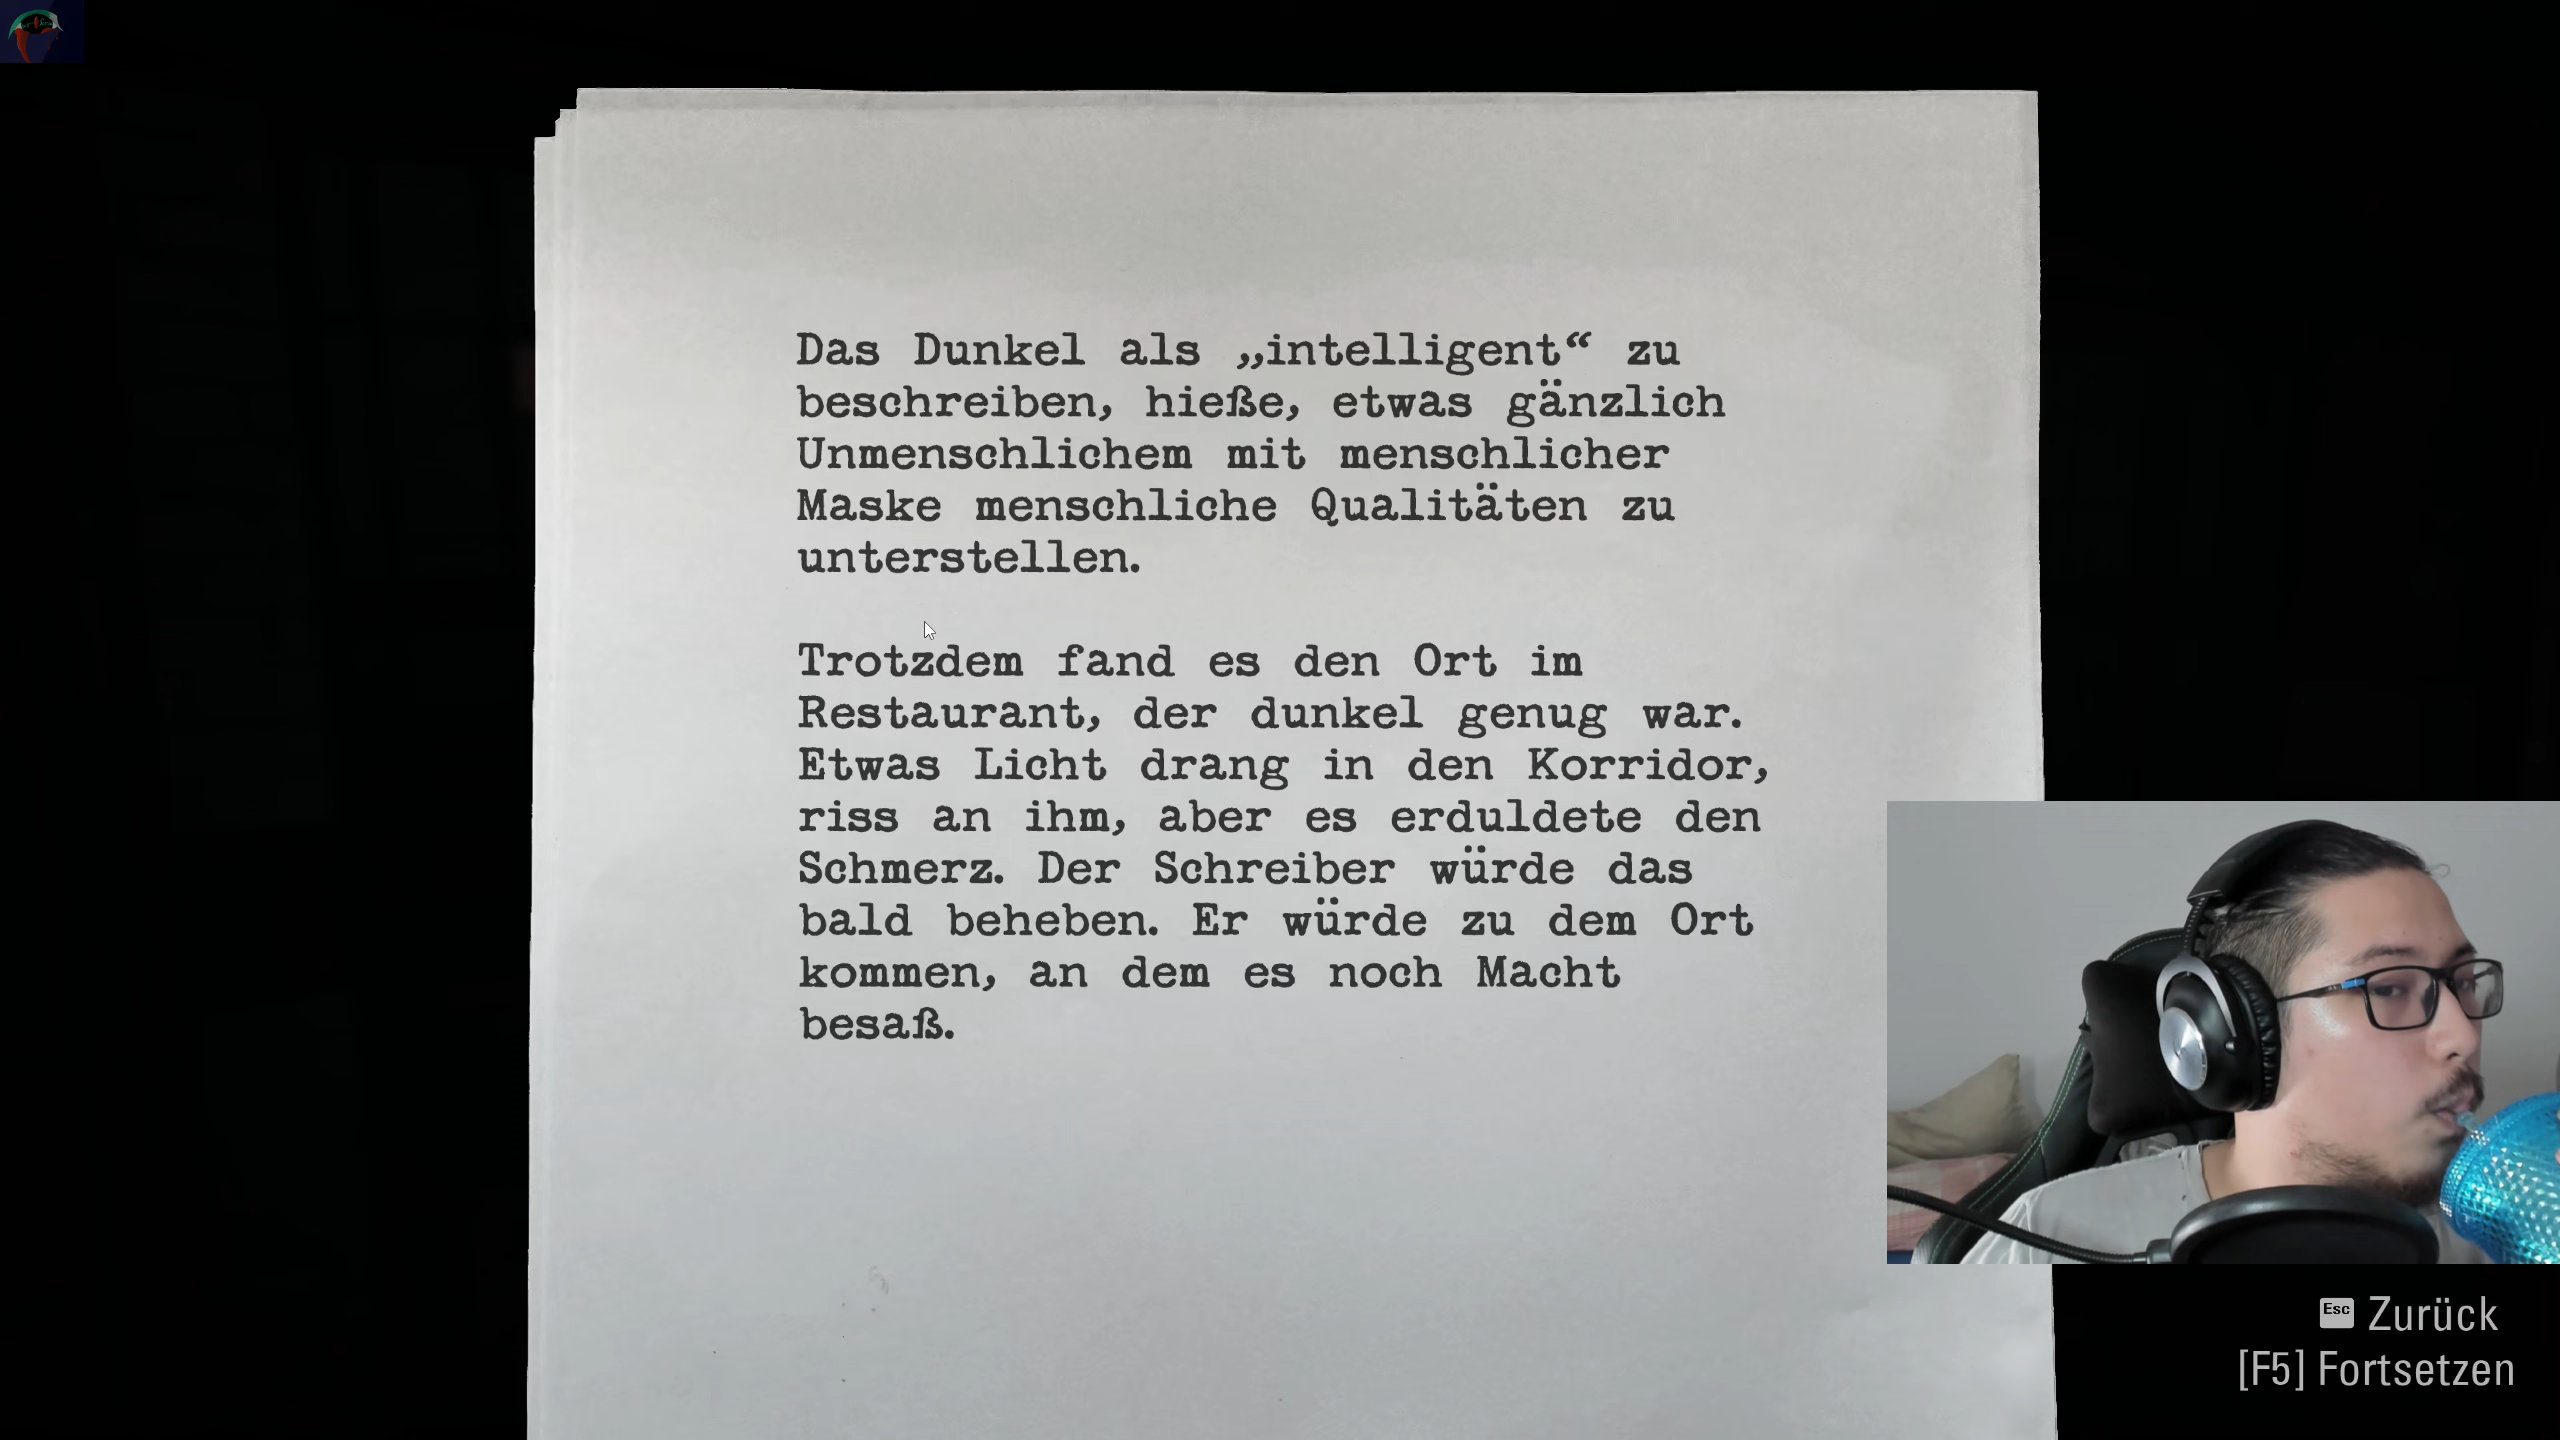 Das Dunkel als „intelligent“ zu
beschreiben, hieße, etwas gänzlich
Unmenschlichem mit menschlicher
Maske menschliche Qualitäten zu
unterstellen.
Trotzdem fand es den Ort im
Restaurant, der dunkel genug war.
Etwas Licht drang in den Korridor,
riss an ihm, aber es erduldete den
Schmerz. Der Schreiber würde das
bald beheben. Er würde zu dem Ort
kommen, an dem es noch Macht
besaß.
Esc Zurück
[F5] Fortsetzen